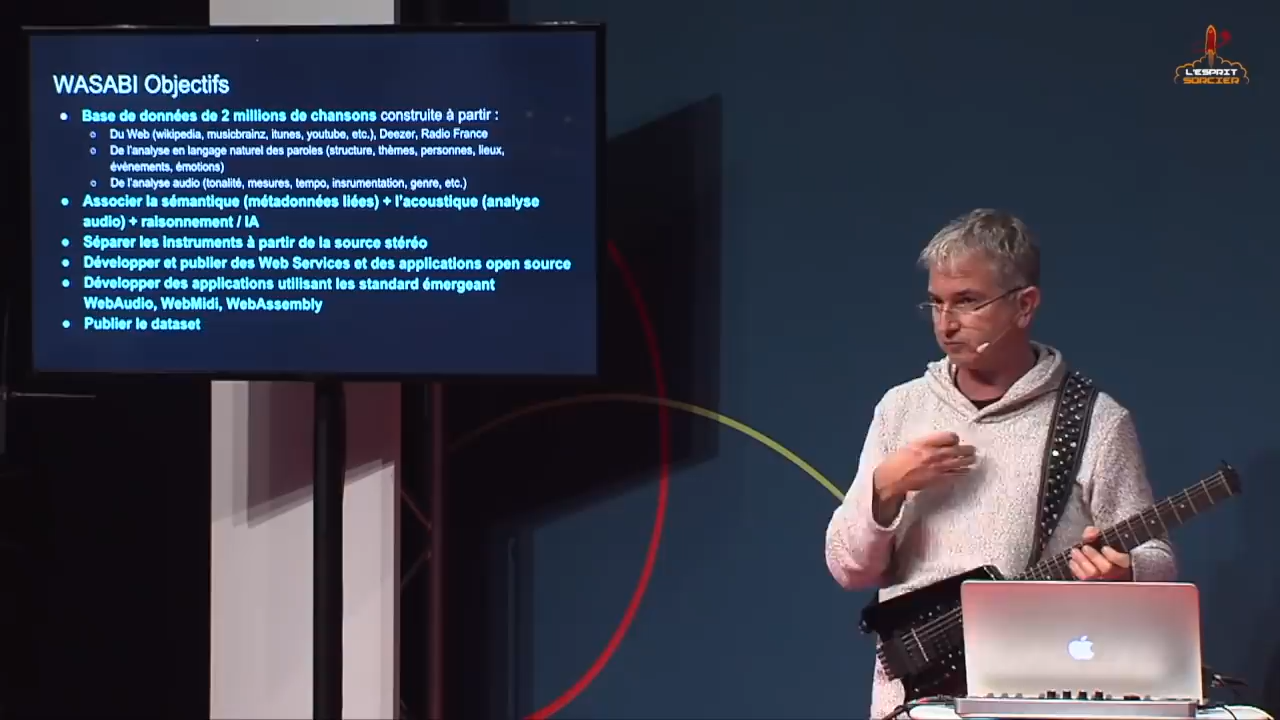 WASABI Objectifs
● Base de données de 2 millions de chansons construite à partir :
○ Du Web (wikipedia, musicbrainz, itunes, youtube, etc.), Deezer, Radio France
○ De l'analyse en langage naturel des paroles (structure, thèmes, personnes, lieux,
événements, émotions)
○ De l'analyse audio (tonalité, mesures, tempo, insrumentation, genre, etc.)
● Associer la sémantique (métadonnées liées) + l'acoustique (analyse
audio) + raisonnement / IA
● Séparer les instruments à partir de la source stéréo
● Développer et publier des Web Services et des applications open source
● Développer des applications utilisant les standard émergeant
WebAudio, WebMidi, WebAssembly
● Publier le dataset
L'ESPRIT
SORCIER